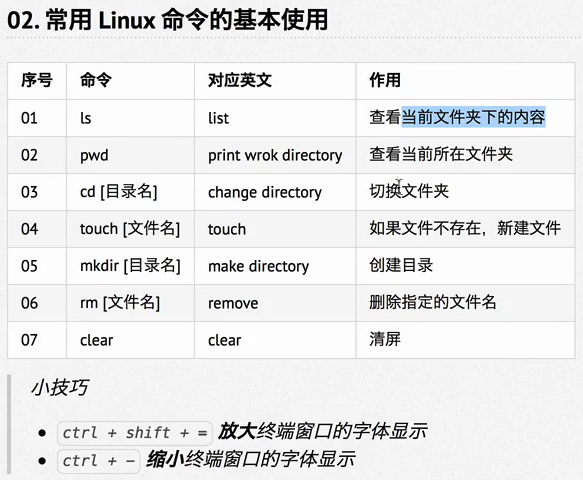 02. 常用 Linux 命令的基本使用
序号 命令 对应英文 作用
01 ls list 查看当前文件夹下的内容
02 pwd print wrok directory 查看当前所在文件夹
03 cd [目录名] change directory 切换文件夹
04 touch [文件名] touch 如果文件不存在，新建文件
05 mkdir [目录名] make directory 创建目录
06 rm [文件名] remove 删除指定的文件名
07 clear clear 清屏
小技巧
• ctrl + shift + = 放大终端窗口的字体显示
• ctrl + - 缩小终端窗口的字体显示